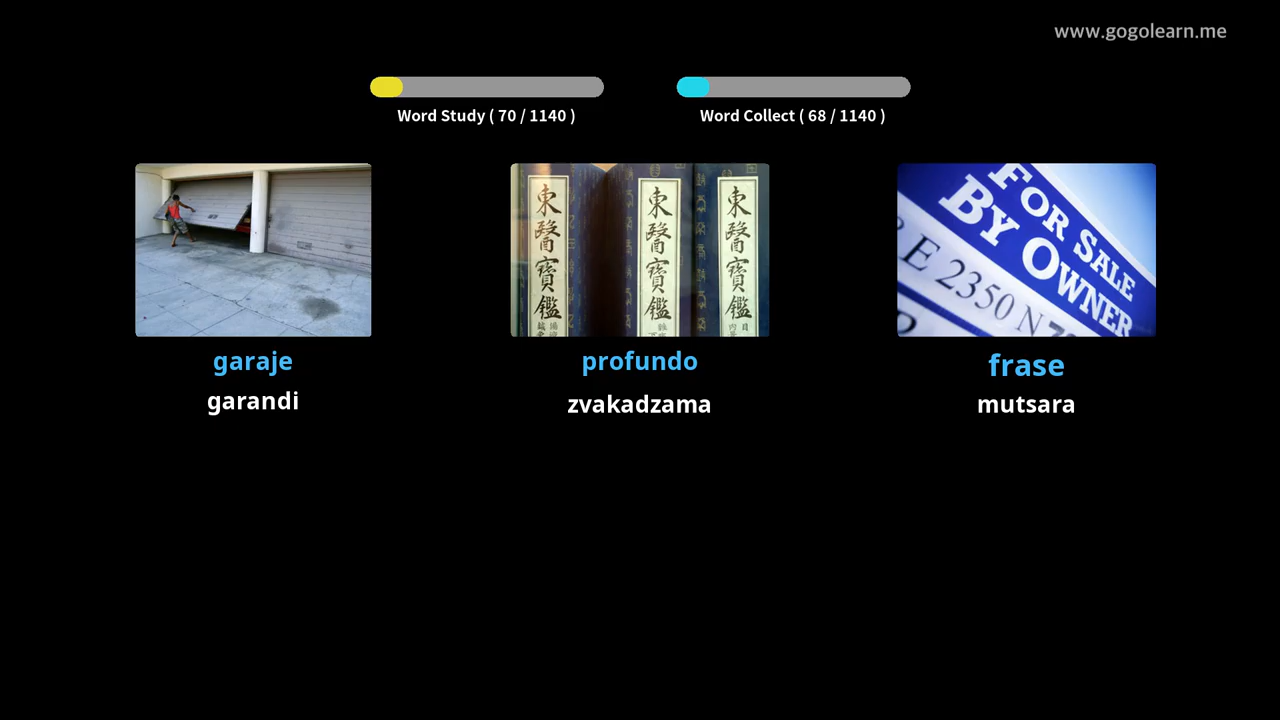 www.gogolearn.me
Word Study ( 70 / 1140 )
Word Collect ( 68 / 1140 )
東醫寶鑑
東醫寶鑑
東醫寶鑑
FOR SALE
BY OWNER
E 2350 N
garaje
profundo
frase
garandi
zvakadzama
mutsara